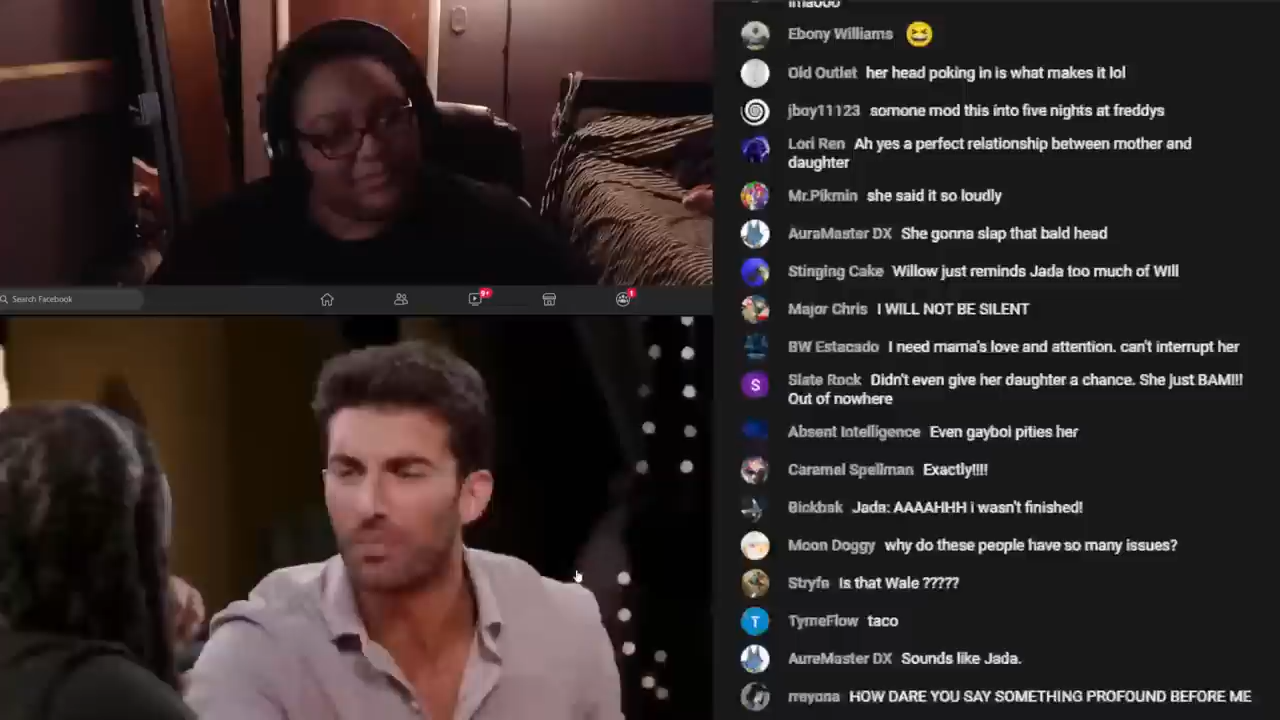 lmaooo
Ebony Williams
Old Outlet her head poking in is what makes it lol
jboy11123 somone mod this into five nights at freddys
Lori Ren Ah yes a perfect relationship between mother and
daughter
Mr.Pikmin she said it so loudly
AuraMaster DX She gonna slap that bald head
Stinging Cake Willow just reminds Jada too much of WIll
Major Chris I WILL NOT BE SILENT
BW Estacado I need mama's love and attention. can't interrupt her
S
Slate Rock Didn't even give her daughter a chance. She just BAM!!!
Out of nowhere
Absent Intelligence Even gayboi pities her
Caramel Spellman Exactly!!!!
Bickbak Jada: AAAAHHH i wasn't finished!
Moon Doggy why do these people have so many issues?
Stryfe Is that Wale ?????
T
TymeFlow taco
AuraMaster DX Sounds like Jada.
rreyona HOW DARE YOU SAY SOMETHING PROFOUND BEFORE ME
Search Facebook
9+
1